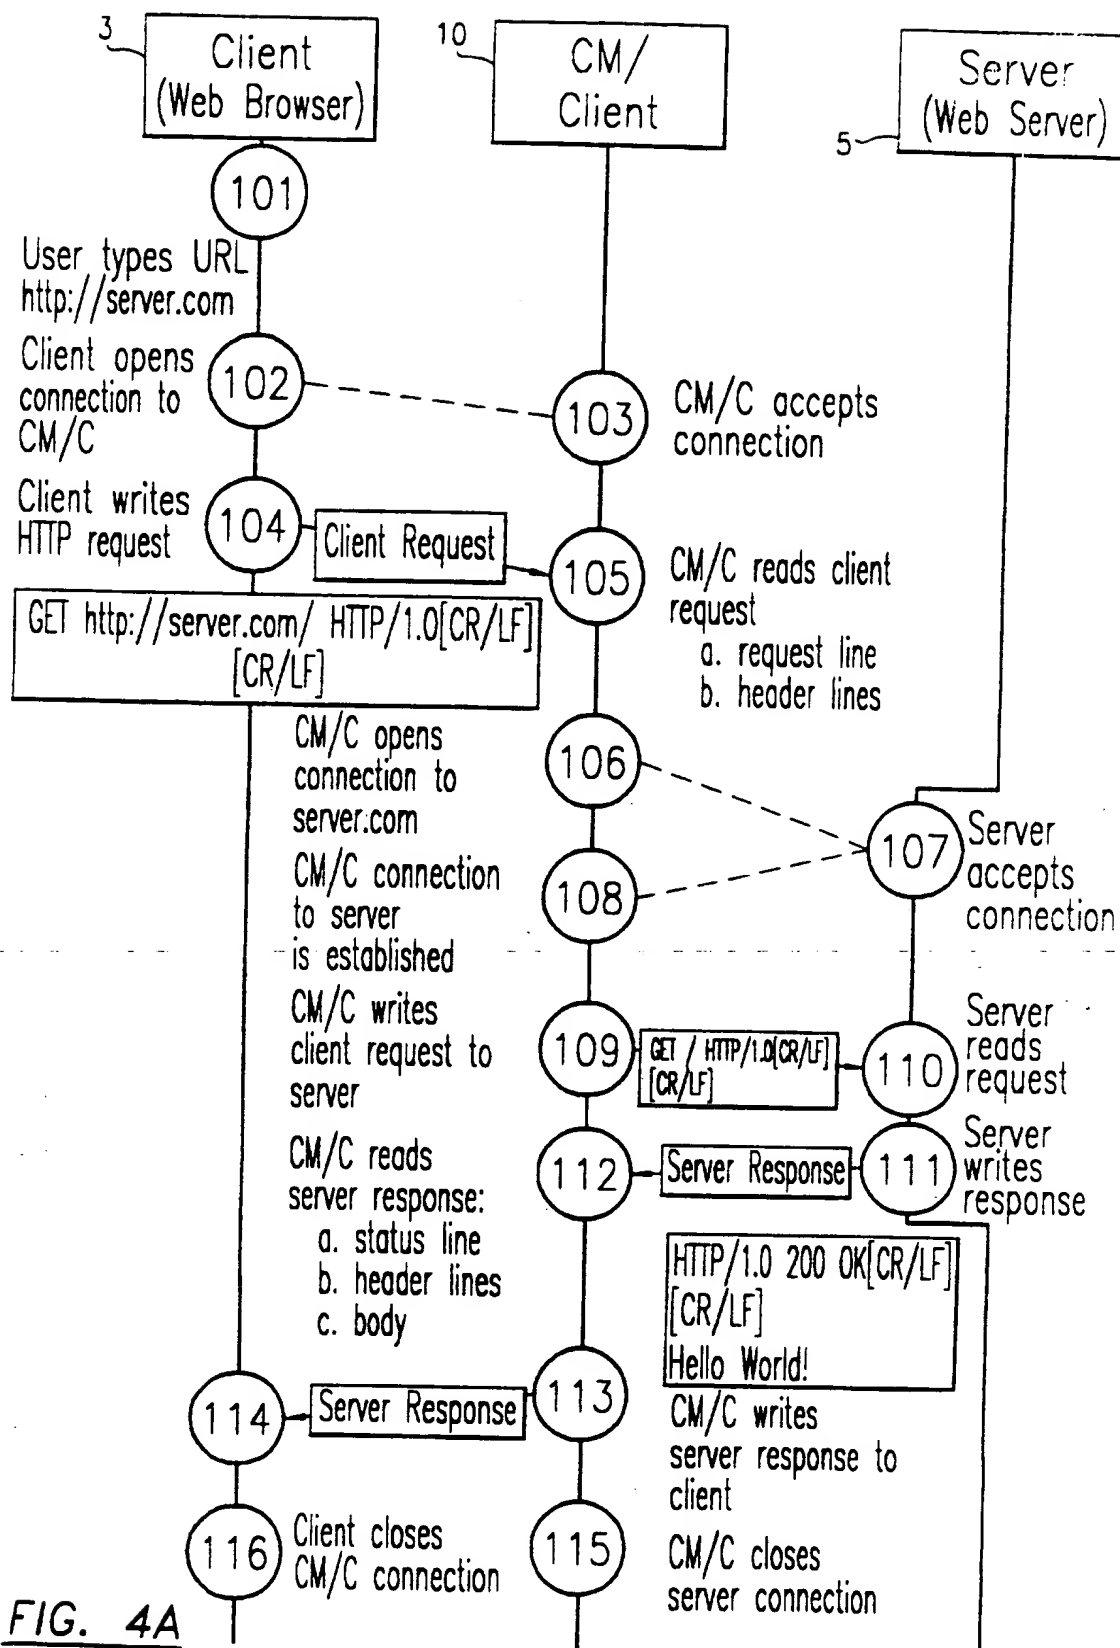 3
Client
(Web Browser)
10
CM/
Client
5
Server
(Web Server)
101
User types URL
http://server.com
Client opens
connection to
CM/C
102
103
CM/C accepts
connection
Client writes
HTTP request
104
Client Request
105
CM/C reads client
request
a. request line
b. header lines
GET http://server.com/ HTTP/1.0[CR/LF]
[CR/LF]
CM/C opens
connection to
server.com
106
107
Server
accepts
connection
CM/C connection
to server
is established
108
CM/C writes
client request to
server
109
GET / HTTP/1.0[CR/LF]
[CR/LF]
110
Server
reads
request
CM/C reads
server response:
a. status line
b. header lines
c. body
112
Server Response
111
Server
writes
response
HTTP/1.0 200 OK[CR/LF]
[CR/LF]
Hello World!
114
Server Response
113
CM/C writes
server response to
client
116
Client closes
CM/C connection
115
CM/C closes
server connection
FIG. 4A